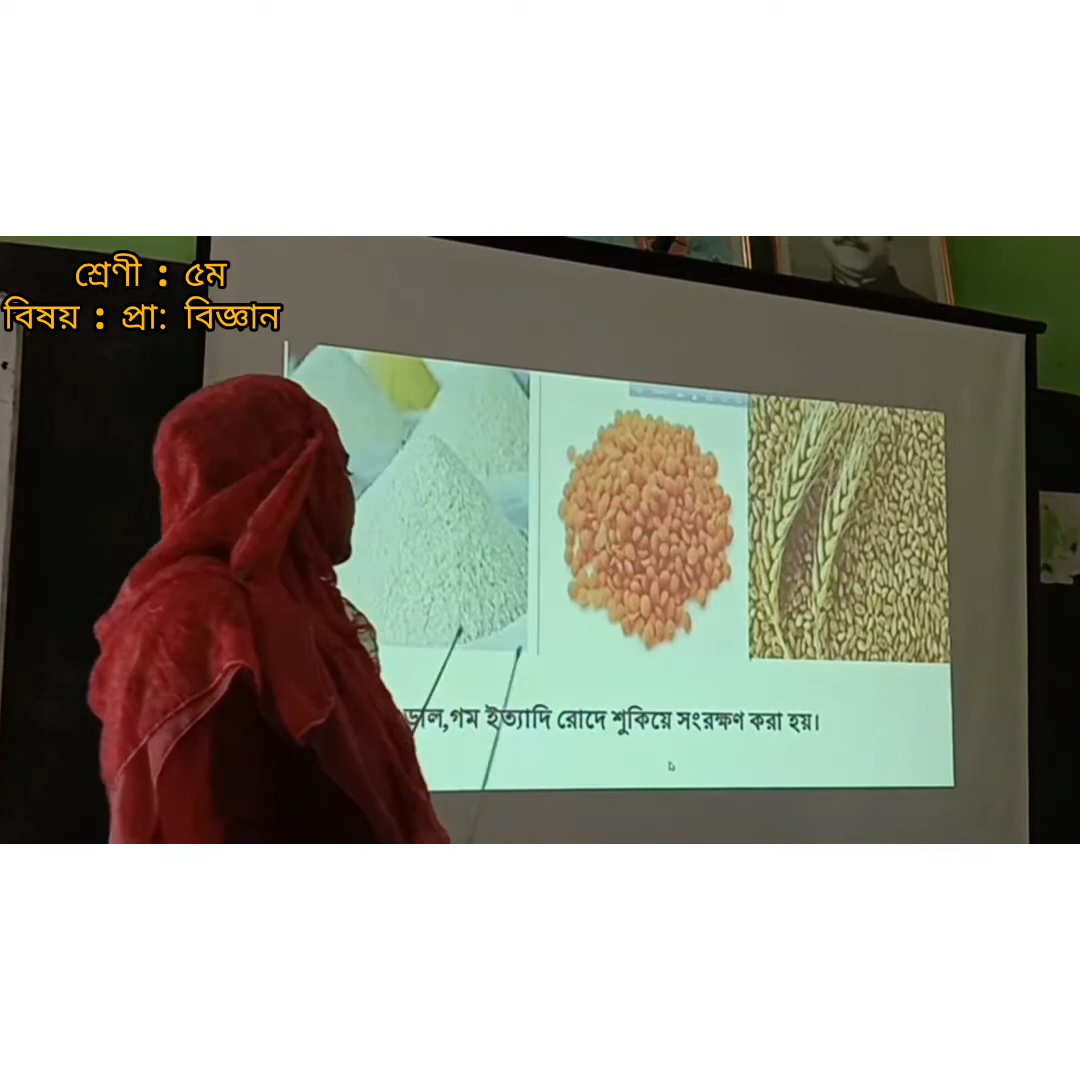 শ্রেণী : ৫ম
বিষয় : প্রা: বিজ্ঞান
ডাল,গম ইত্যাদি রোদে শুকিয়ে সংরক্ষণ করা হয়।